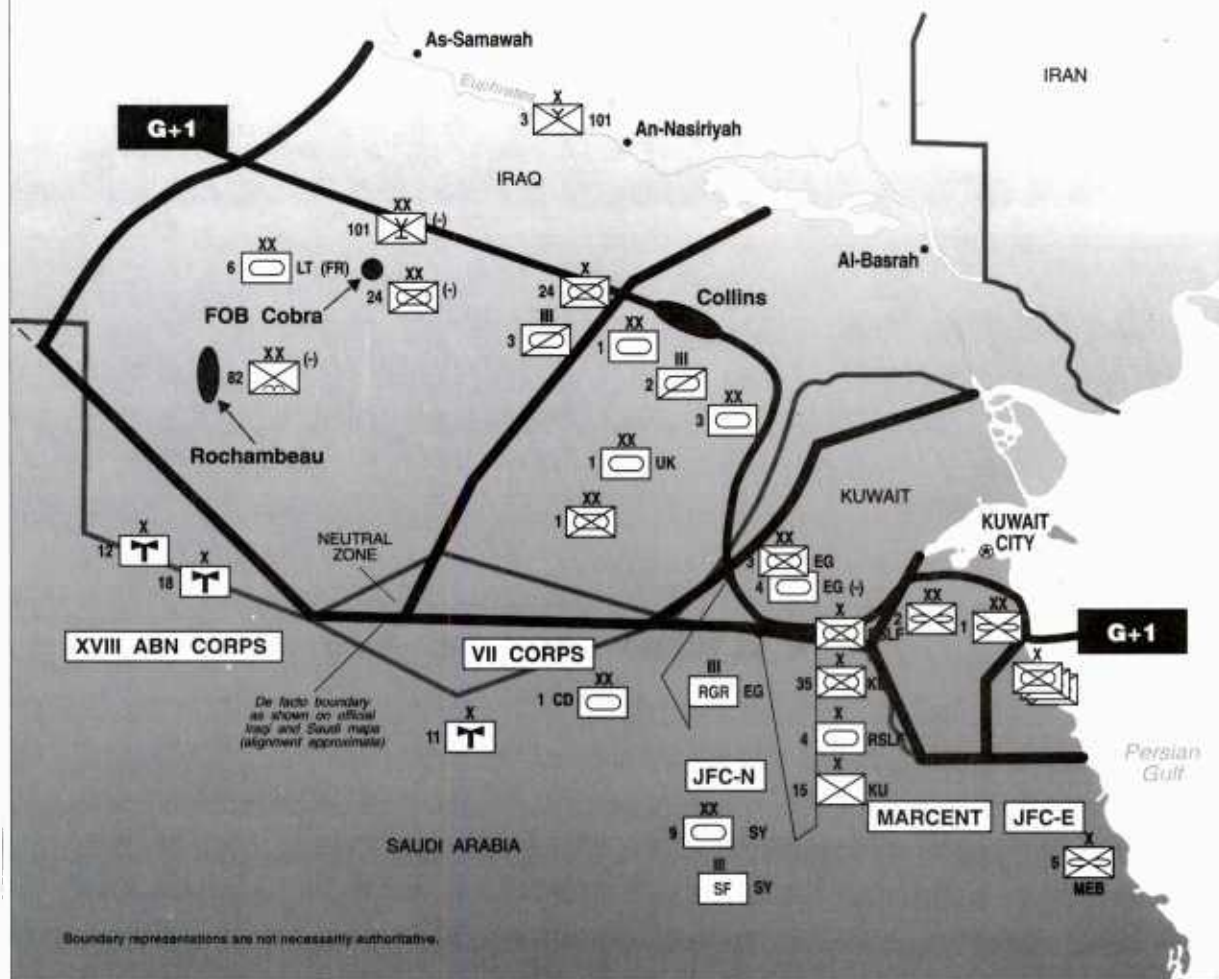 As-Samawah
IRAN
Euphrates
X
3 101
G+1
An-Nasiriyah
IRAQ
XX
101 (-)
XX
6 LT (FR)
Al-Basrah
XX
24 (-)
X
24
Collins
FOB Cobra
III
3
XX
1
XX
82 (-)
III
2
XX
3
Rochambeau
XX
1 UK
KUWAIT
XX
1
KUWAIT
CITY
NEUTRAL
ZONE
X
12
XX
3 EG
4 EG (-)
X
18
XX
2
XX
1
X
RSLF
G+1
XVIII ABN CORPS
VII CORPS
X
X
35
III
RGR EG
XX
1 CD
De facto boundary
as shown on official
Iraqi and Saudi maps
(alignment approximate)
X
11
X
4 RSLF
Persian
Gulf
JFC-N
X
15 KU
MARCENT
JFC-E
XX
9 SY
SAUDI ARABIA
X
5
MEB
III
SF SY
Boundary representations are not necessarily authoritative.